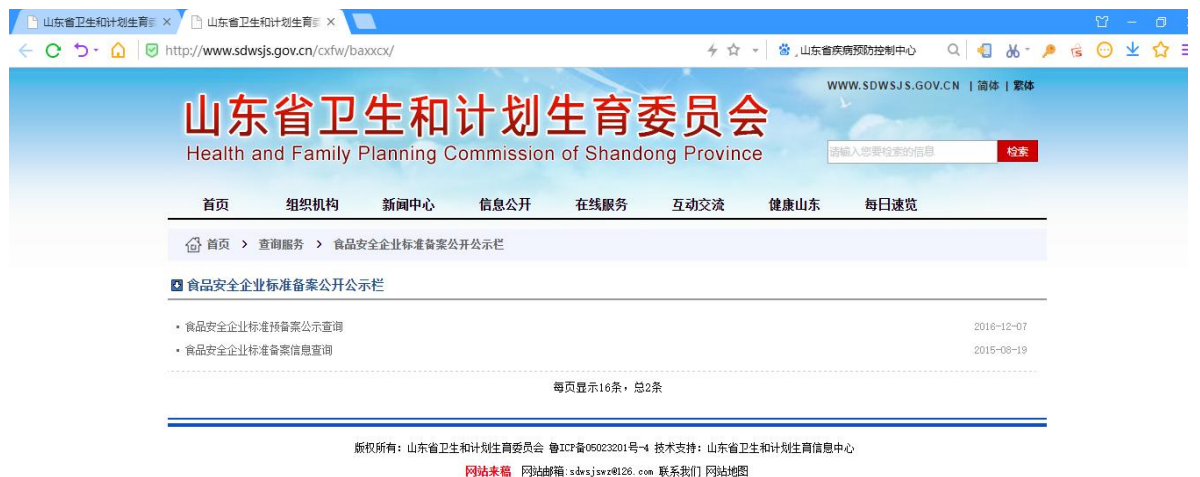 山东省卫生和计划生育
山东省卫生和计划生育
http://www.sdwsjs.gov.cn/cxfw/baxxcx/
山东省疾病预防控制中心
WWW.SDWSJS.GOV.CN | 简体 | 繁体
山东省卫生和计划生育委员会
Health and Family Planning Commission of Shandong Province
请输入您要检索的信息 检索
首页 组织机构 新闻中心 信息公开 在线服务 互动交流 健康山东 每日速览
首页 > 查询服务 > 食品安全企业标准备案公开公示栏
食品安全企业标准备案公开公示栏
食品安全企业标准预备案公示查询 2016-12-07
食品安全企业标准备案信息查询 2015-08-19
每页显示16条，总2条
版权所有：山东省卫生和计划生育委员会 鲁ICP备05023201号-4 技术支持：山东省卫生和计划生育信息中心
网站来稿 网站邮箱:sdwsjswz@126.com 联系我们 网站地图